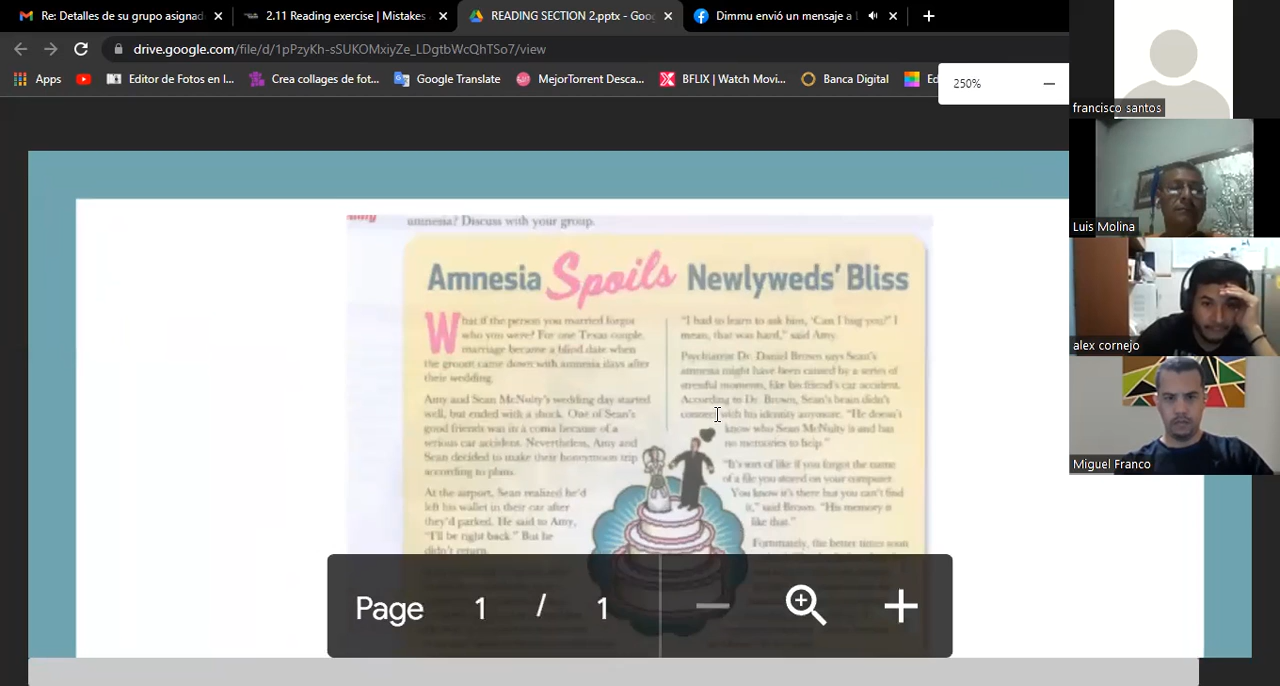 Re: Detalles de su grupo asignad
2.11 Reading exercise | Mistakes
READING SECTION 2.pptx - Goog
Dimmu envió un mensaje a
drive.google.com/file/d/1pPzyKh-sSUKOMxiyZe_LDgtbWcQhTSo7/view
Apps
Editor de Fotos en l...
Crea collages de fot...
Google Translate
MejorTorrent Desca...
BFLIX | Watch Movi...
Banca Digital
Ed
250%
francisco santos
Luis Molina
alex cornejo
Miguel Franco
amnesia? Discuss with your group.
Amnesia Spoils Newlyweds' Bliss
What if the person you married forgot
who you were? For one Texas couple,
marriage became a blind date when
the groom came down with amnesia days after
their wedding.
Amy and Sean McNulty's wedding day started
well, but ended with a shock. One of Sean's
good friends was in a coma because of a
serious car accident. Nevertheless, Amy and
Sean decided to make their honeymoon trip
according to plans.
At the airport, Sean realized he'd
left his wallet in their car after
they'd parked. He said to Amy,
"I'll be right back." But he
didn't return.
"I had to learn to ask him, 'Can I hug you?' I
mean, that was hard," said Amy.
Psychiatrist Dr. Daniel Brown says Sean's
amnesia might have been caused by a series of
stressful moments, like his friend's car accident.
According to Dr. Brown, Sean's brain didn't
connect with his identity anymore. "He doesn't
know who Sean McNulty is and has
no memories to help."
"It's sort of like if you forgot the name
of a file you stored on your computer.
You know it's there but you can't find
it," said Brown. "His memory is
like that."
Fortunately, the better times soon
Page 1 / 1